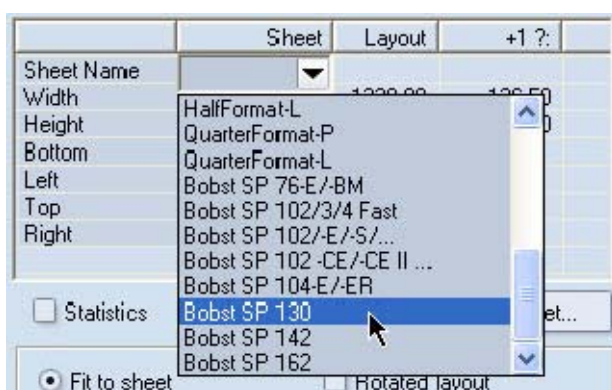 Sheet Layout +1 ?:
Sheet Name
Width
Height
Bottom
Left
Top
Right
HalfFormat-L
QuarterFormat-P
QuarterFormat-L
Bobst SP 76-E/-BM
Bobst SP 102/3/4 Fast
Bobst SP 102/-E/-S/...
Bobst SP 102 -CE/-CE II ...
Bobst SP 104-E/-ER
Bobst SP 130
Bobst SP 142
Bobst SP 162
Statistics
et...
Fit to sheet Rotated layout